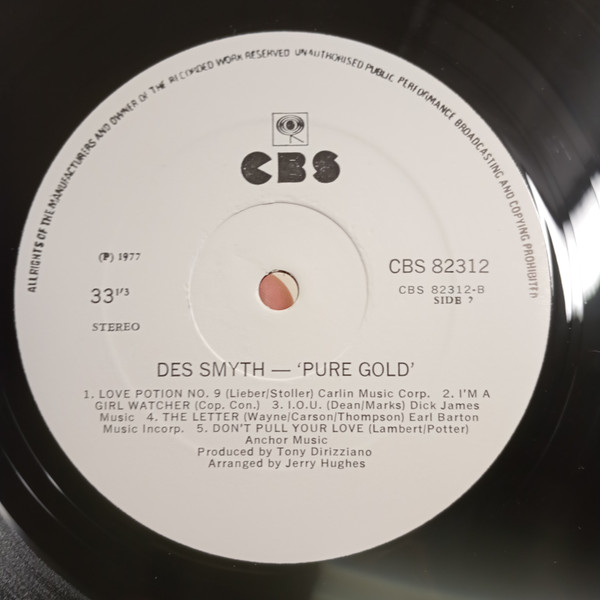 ALL RIGHTS OF THE MANUFACTURERS AND OWNER OF THE RECORDED WORK RESERVED UNAUTHORISED PUBLIC PERFORMANCE BROADCASTING AND COPYING PROHIBITED
CBS
(P) 1977
CBS 82312
33 1/3
CBS 82312-B
SIDE 2
STEREO
DES SMYTH — 'PURE GOLD'
1. LOVE POTION NO. 9 (Lieber/Stoller) Carlin Music Corp. 2. I'M A
GIRL WATCHER (Cop. Con.) 3. I.O.U. (Dean/Marks) Dick James
Music 4. THE LETTER (Wayne/Carson/Thompson) Earl Barton
Music Incorp. 5. DON'T PULL YOUR LOVE (Lambert/Potter)
Anchor Music
Produced by Tony Dirizziano
Arranged by Jerry Hughes